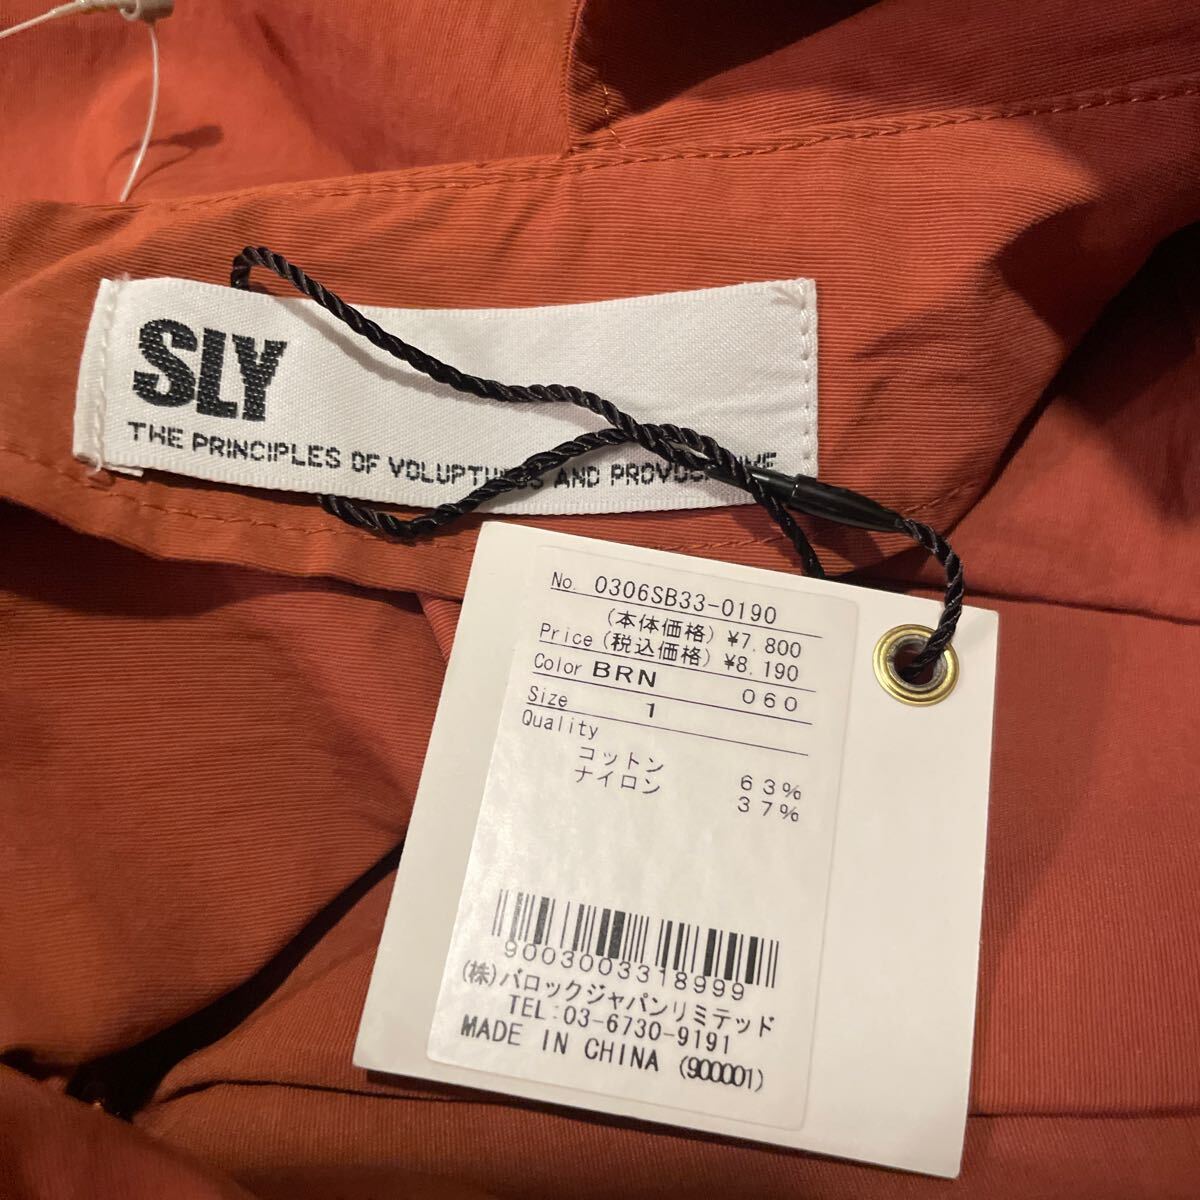 SLY
THE PRINCIPLES OF VOLUPTUOUS AND PROVOCATIVE
No. 0306SB33-0190
(本体価格) ¥7.800
Price (税込価格) ¥8.190
Color BRN 060
Size 1
Quality
コットン 63%
ナイロン 37%
9003003318999
(株)バロックジャパンリミテッド
TEL:03-6730-9191
MADE IN CHINA (900001)